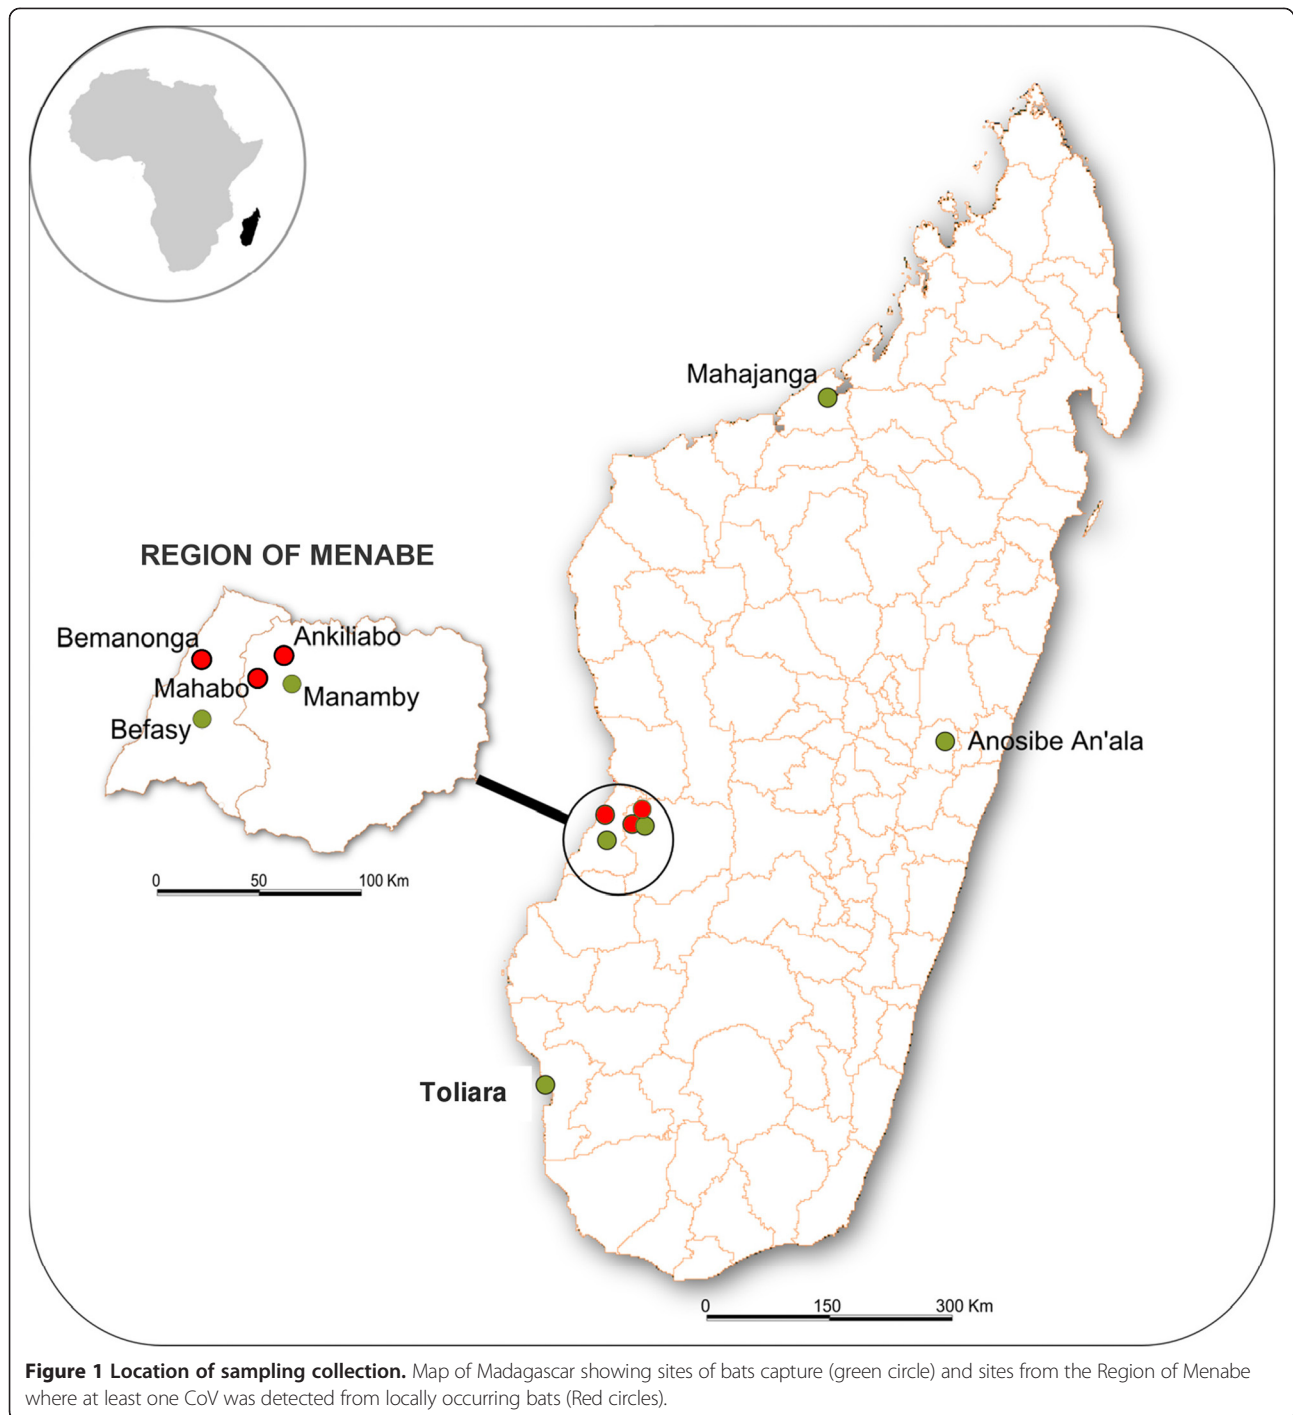 Mahajanga
REGION OF MENABE
Bemanonga
Ankiliabo
Mahabo
Manamby
Befasy
Anosibe An'ala
0 50 100 Km
Toliara
0 150 300 Km
Figure 1 Location of sampling collection. Map of Madagascar showing sites of bats capture (green circle) and sites from the Region of Menabe
where at least one CoV was detected from locally occurring bats (Red circles).